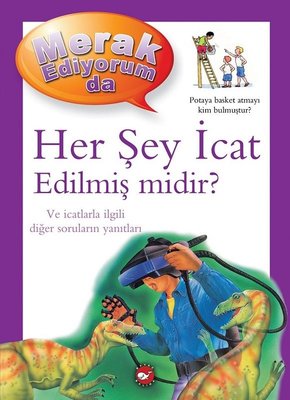 Merak
Ediyorum
da
Potaya basket atmayı
kim bulmuştur?
Her Şey İcat
Edilmiş midir?
Ve icatlarla ilgili
diğer soruların yanıtları